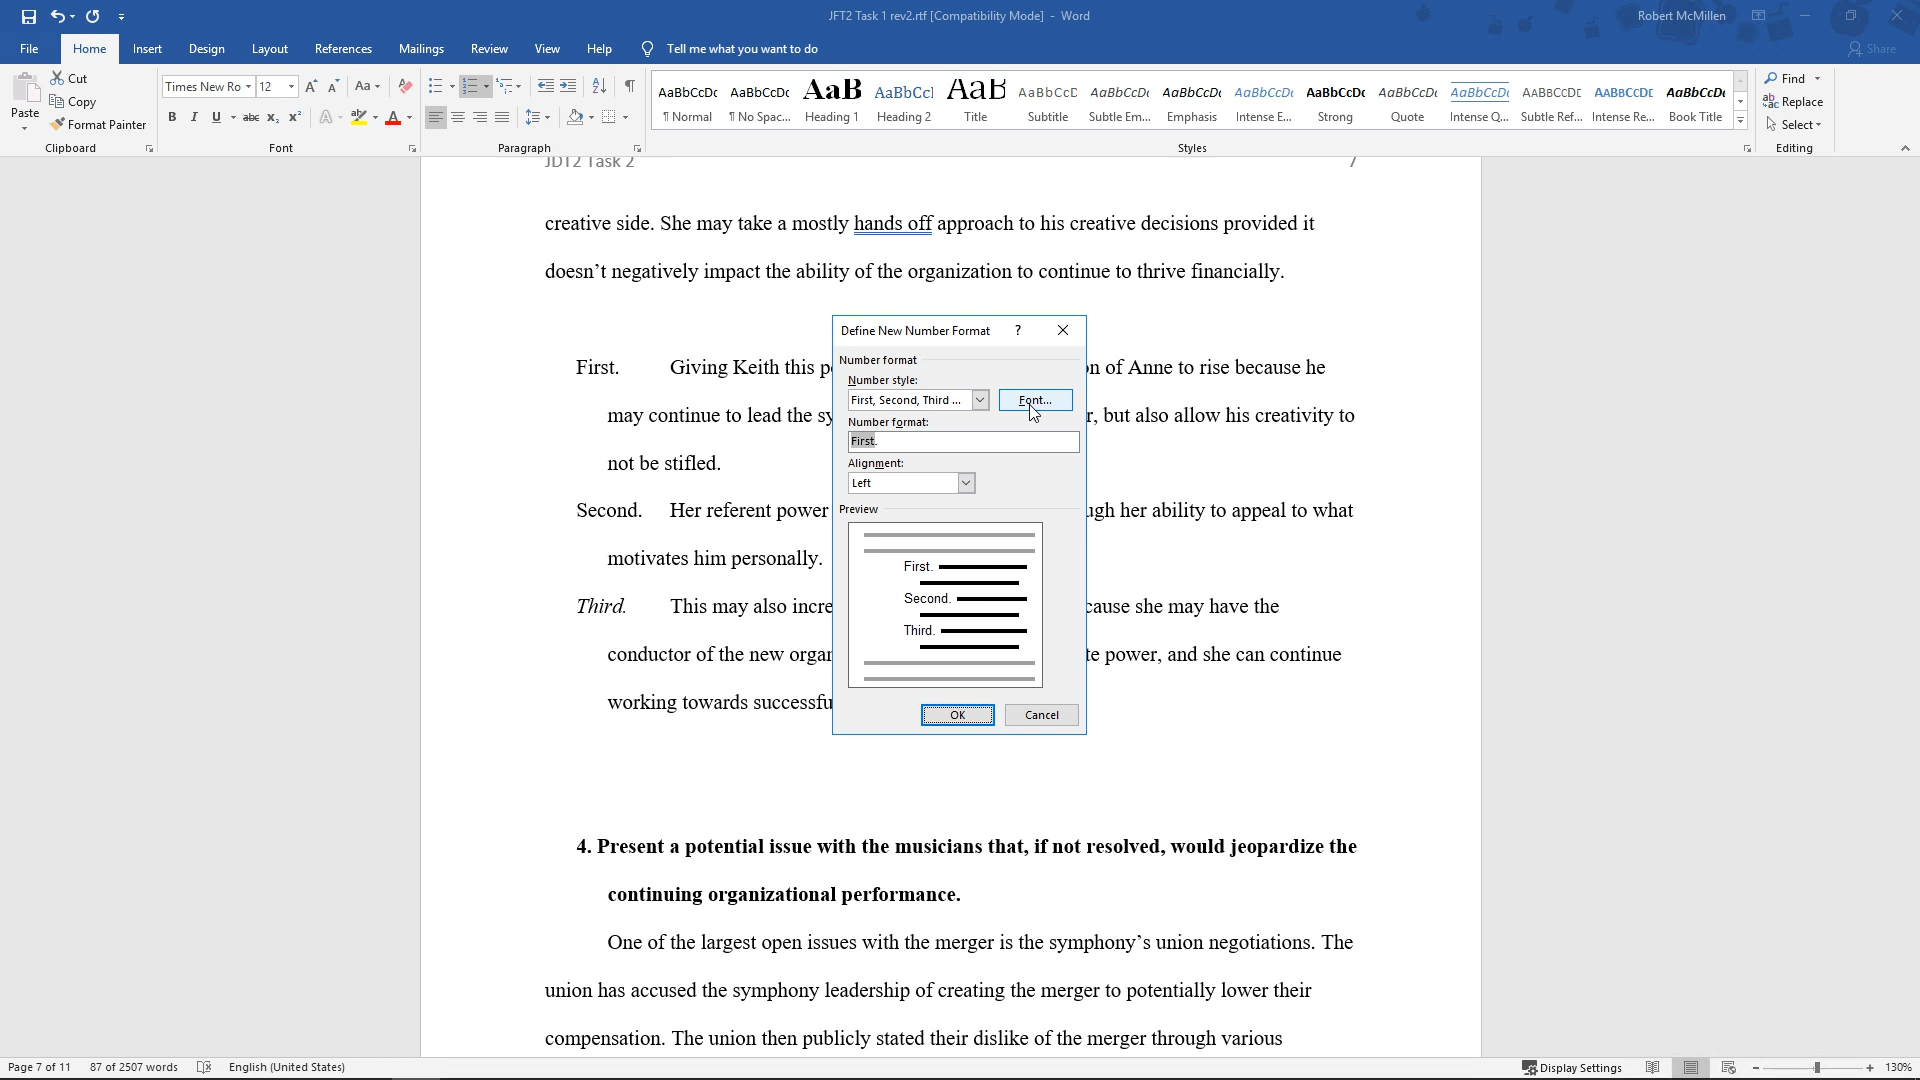 JFT2 Task 1 rev2.rtf [Compatibility Mode] - Word
Robert McMillen
File Home Insert Design Layout References Mailings Review View Help Tell me what you want to do Share
Paste
Cut
Copy
Format Painter
Clipboard
Times New Ro 12
Font
Paragraph
AaBbCcDc AaBbCcDc AaB AaBbCcl AaB AaBbCcD AaBbCcDc AaBbCcDc AaBbCcDc AaBbCcDc AaBbCcDc AaBbCcDc AABBCCDE AABBCCDE AaBbCcDc
¶ Normal ¶ No Spac... Heading 1 Heading 2 Title Subtitle Subtle Em... Emphasis Intense E... Strong Quote Intense Q... Subtle Ref... Intense Re... Book Title
Styles
Find
Replace
Select
Editing
JDT2 Task 2 7
creative side. She may take a mostly hands off approach to his creative decisions provided it
doesn't negatively impact the ability of the organization to continue to thrive financially.
First. Giving Keith this n of Anne to rise because he
may continue to lead the r, but also allow his creativity to
not be stifled.
Second. Her referent power ugh her ability to appeal to what
motivates him personally.
Third. This may also incre cause she may have the
conductor of the new organ te power, and she can continue
working towards successfu
4. Present a potential issue with the musicians that, if not resolved, would jeopardize the
continuing organizational performance.
One of the largest open issues with the merger is the symphony's union negotiations. The
union has accused the symphony leadership of creating the merger to potentially lower their
compensation. The union then publicly stated their dislike of the merger through various
Define New Number Format ?
Number format
Number style:
First, Second, Third ... Font...
Number format:
First.
Alignment:
Left
Preview
First.
Second.
Third.
OK Cancel
Page 7 of 11 87 of 2507 words English (United States) Display Settings 130%